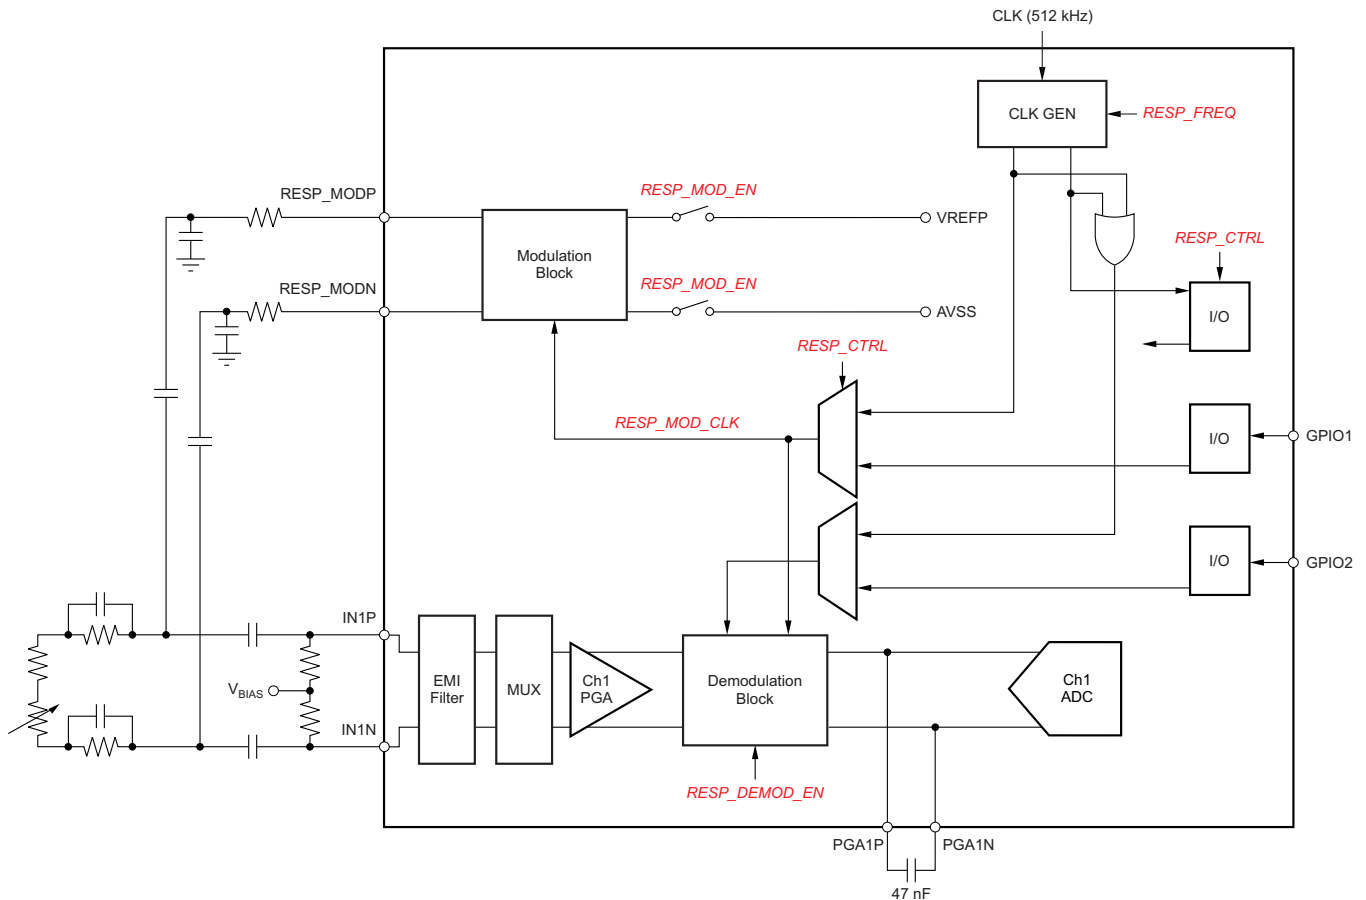 CLK (512 kHz)
CLK GEN
RESP_FREQ
RESP_MODP
RESP_MOD_EN
VREFP
Modulation
Block
RESP_CTRL
RESP_MODN
RESP_MOD_EN
AVSS
I/O
RESP_CTRL
RESP_MOD_CLK
I/O
GPIO1
I/O
GPIO2
IN1P
EMI
Filter
MUX
Ch1
PGA
Demodulation
Block
Ch1
ADC
VBIAS
IN1N
RESP_DEMOD_EN
PGA1P
PGA1N
47 nF